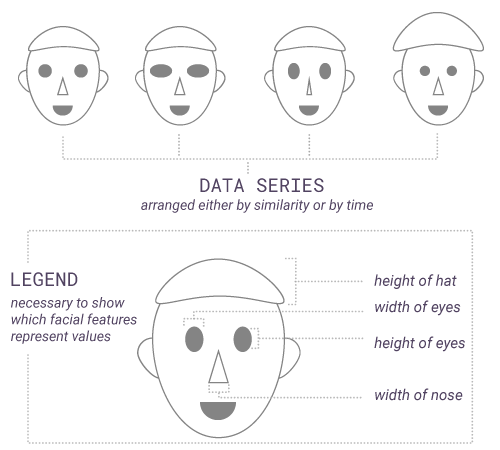 DATA SERIES
arranged either by similarity or by time
LEGEND
necessary to show
which facial features
represent values
height of hat
width of eyes
height of eyes
width of nose